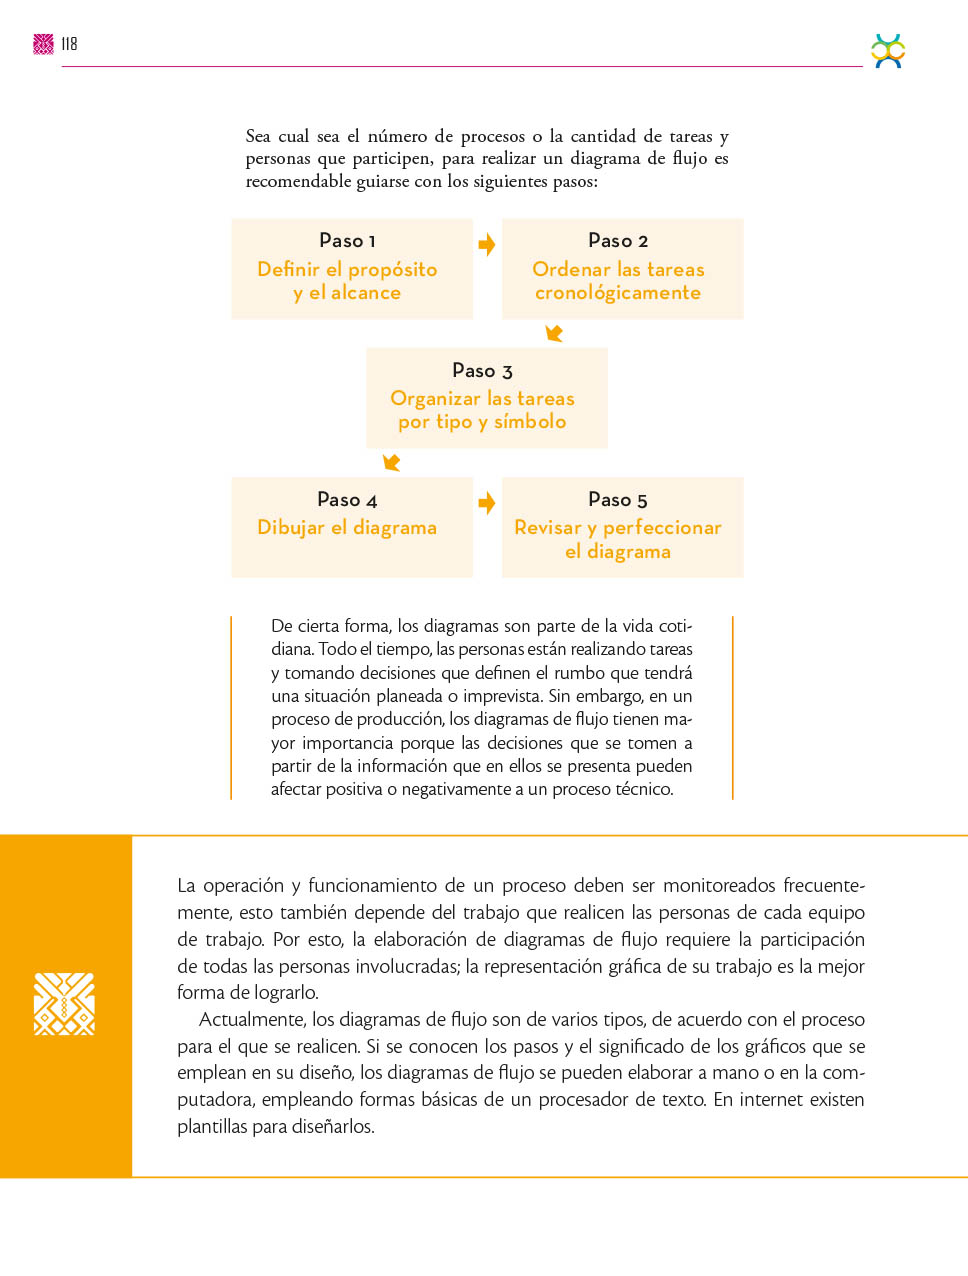 118
Sea cual sea el número de procesos o la cantidad de tareas y
personas que participen, para realizar un diagrama de flujo es
recomendable guiarse con los siguientes pasos:
Paso 1
Definir el propósito
y el alcance
Paso 2
Ordenar las tareas
cronológicamente
Paso 3
Organizar las tareas
por tipo y símbolo
Paso 4
Dibujar el diagrama
Paso 5
Revisar y perfeccionar
el diagrama
De cierta forma, los diagramas son parte de la vida coti-
diana. Todo el tiempo, las personas están realizando tareas
y tomando decisiones que definen el rumbo que tendrá
una situación planeada o imprevista. Sin embargo, en un
proceso de producción, los diagramas de flujo tienen ma-
yor importancia porque las decisiones que se tomen a
partir de la información que en ellos se presenta pueden
afectar positiva o negativamente a un proceso técnico.
La operación y funcionamiento de un proceso deben ser monitoreados frecuente-
mente, esto también depende del trabajo que realicen las personas de cada equipo
de trabajo. Por esto, la elaboración de diagramas de flujo requiere la participación
de todas las personas involucradas; la representación gráfica de su trabajo es la mejor
forma de lograrlo.
Actualmente, los diagramas de flujo son de varios tipos, de acuerdo con el proceso
para el que se realicen. Si se conocen los pasos y el significado de los gráficos que se
emplean en su diseño, los diagramas de flujo se pueden elaborar a mano o en la com-
putadora, empleando formas básicas de un procesador de texto. En internet existen
plantillas para diseñarlos.